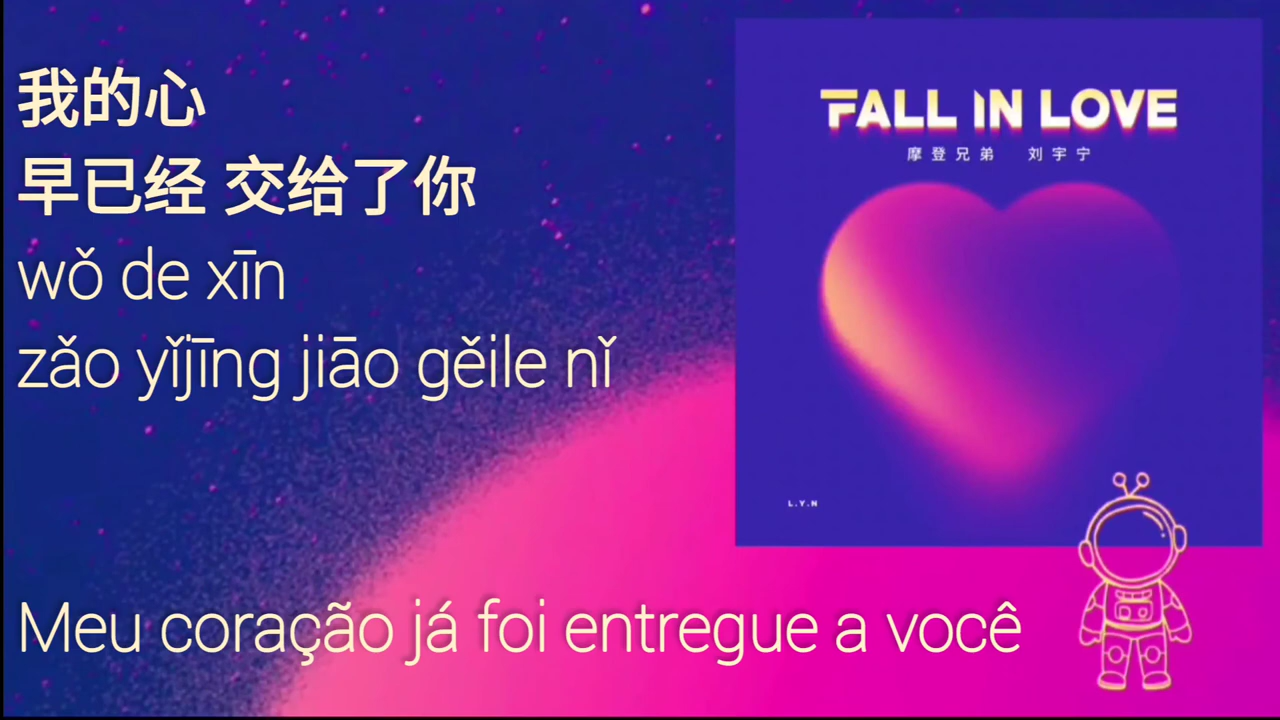 我的心
早已经 交给了你
wǒ de xīn
zǎo yǐjīng jiāo gěile nǐ
Meu coração já foi entregue a você
FALL IN LOVE
摩登兄弟 刘宇宁
L.Y.N